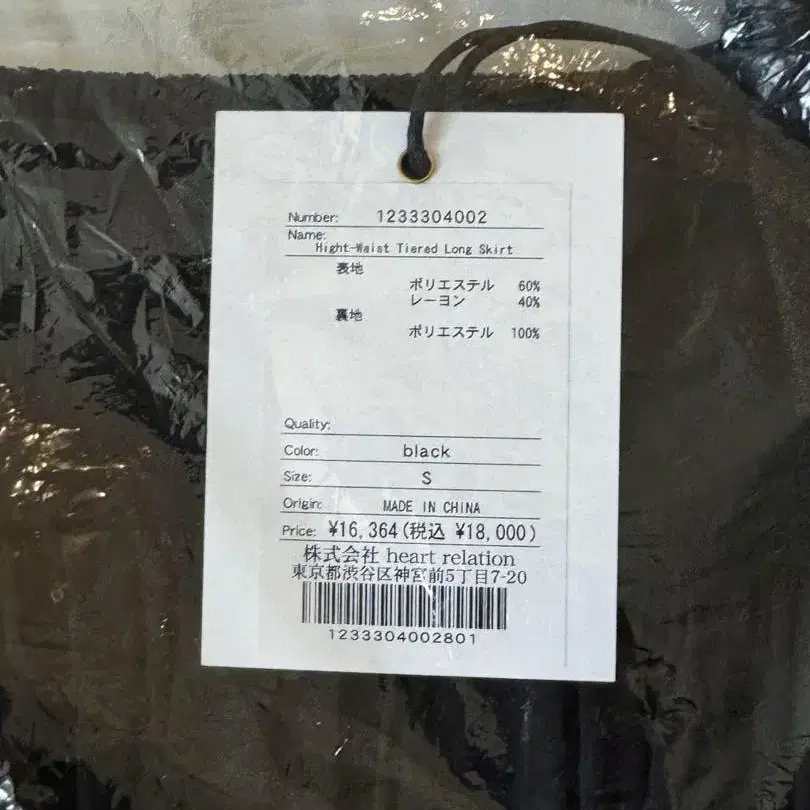 Number: 1233304002
Name:
Hight-Waist Tiered Long Skirt
表地
ポリエステル 60%
レーヨン 40%
裏地
ポリエステル 100%
Quality:
Color: black
Size: S
Origin: MADE IN CHINA
Price: ¥16,364(税込 ¥18,000)
株式会社 heart relation
東京都渋谷区神宮前5丁目7-20
1233304002801